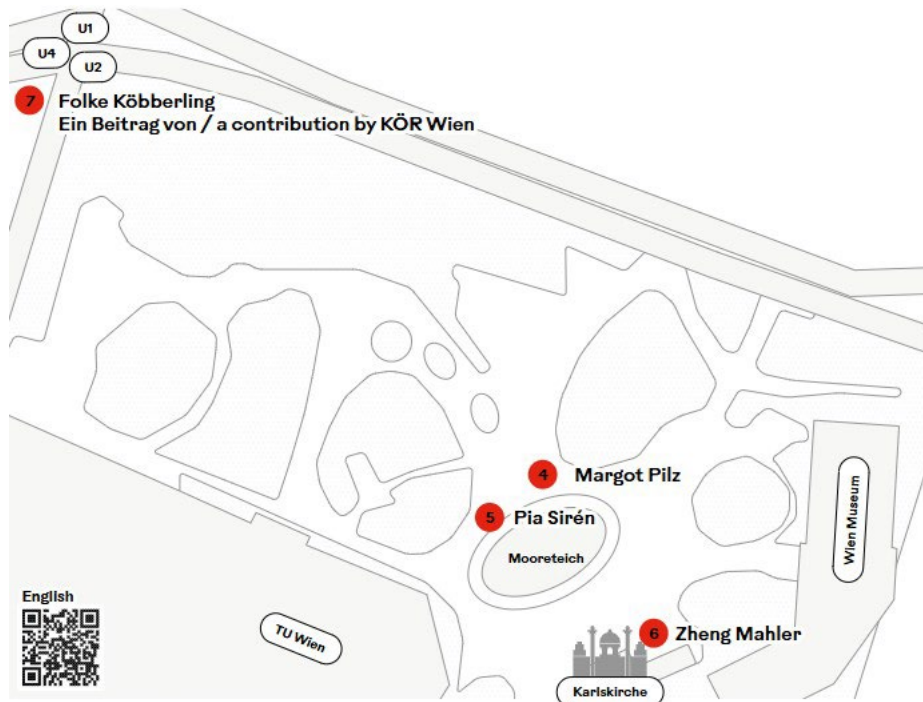 U1
U4
U2
7 Folke Köbberling
Ein Beitrag von / a contribution by KÖR Wien
4 Margot Pilz
5 Pia Sirén
Mooreteich
Wien Museum
English
TU Wien
6 Zheng Mahler
Karlskirche